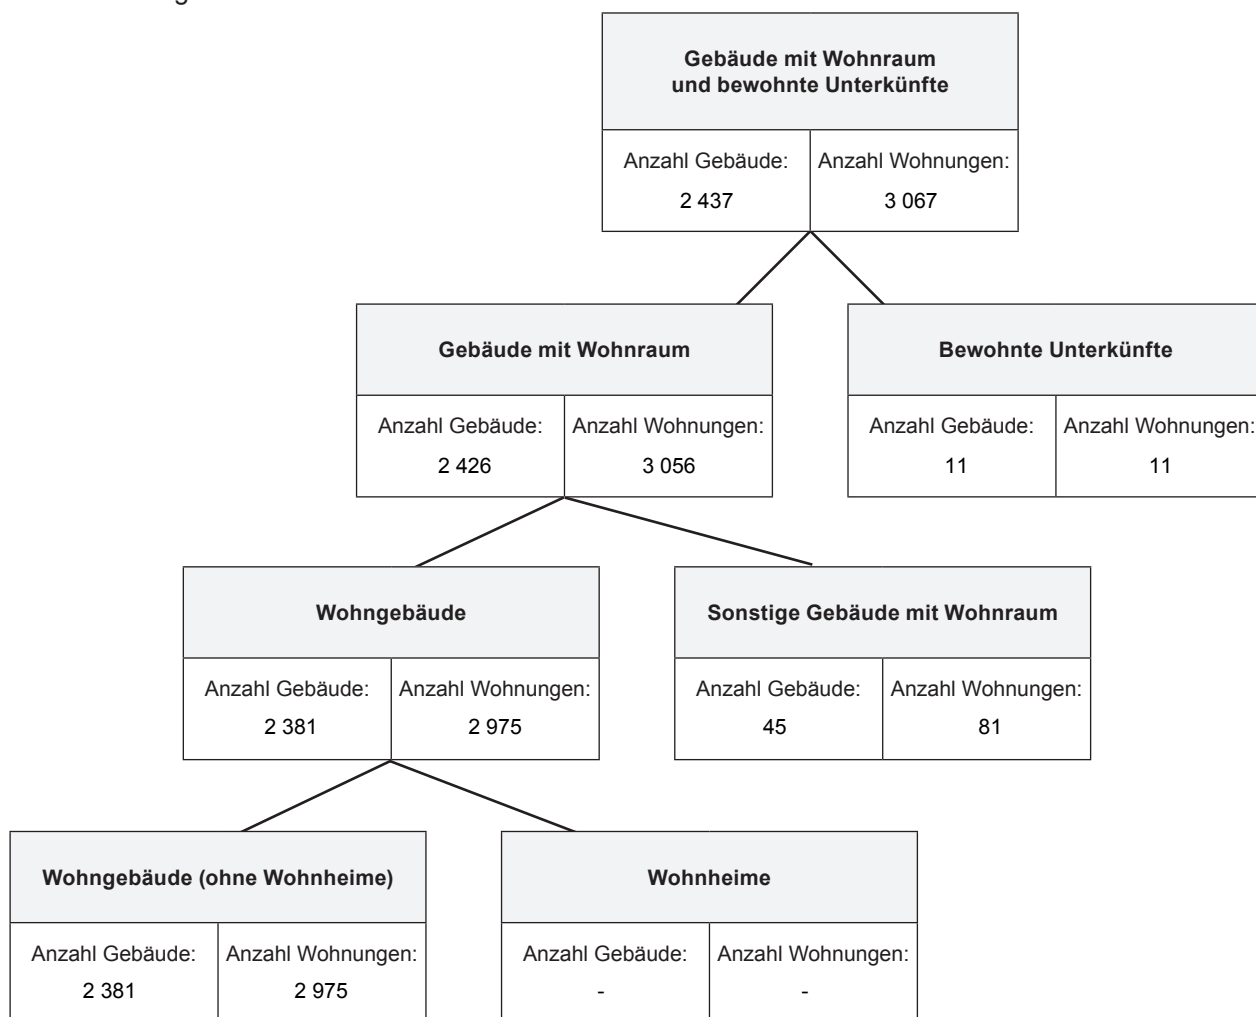 Gebäude mit Wohnraum
und bewohnte Unterkünfte
Anzahl Gebäude: Anzahl Wohnungen:
2 437 3 067
Gebäude mit Wohnraum Bewohnte Unterkünfte
Anzahl Gebäude: Anzahl Wohnungen: Anzahl Gebäude: Anzahl Wohnungen:
2 426 3 056 11 11
Wohngebäude Sonstige Gebäude mit Wohnraum
Anzahl Gebäude: Anzahl Wohnungen: Anzahl Gebäude: Anzahl Wohnungen:
2 381 2 975 45 81
Wohngebäude (ohne Wohnheime) Wohnheime
Anzahl Gebäude: Anzahl Wohnungen: Anzahl Gebäude: Anzahl Wohnungen:
2 381 2 975 - -